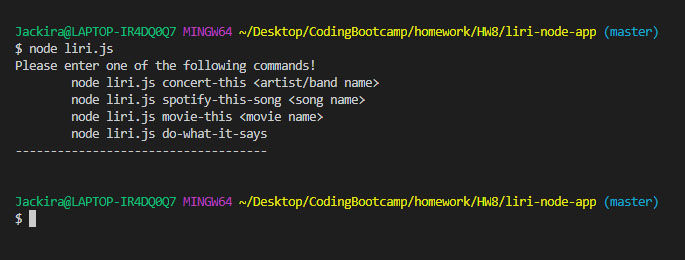 Jackira@LAPTOP-IR4DQ0Q7 MINGW64 ~/Desktop/CodingBootcamp/homework/HW8/liri-node-app (master)
$ node liri.js
Please enter one of the following commands!
        node liri.js concert-this <artist/band name>
        node liri.js spotify-this-song <song name>
        node liri.js movie-this <movie name>
        node liri.js do-what-it-says
-----------------------------------
Jackira@LAPTOP-IR4DQ0Q7 MINGW64 ~/Desktop/CodingBootcamp/homework/HW8/liri-node-app (master)
$